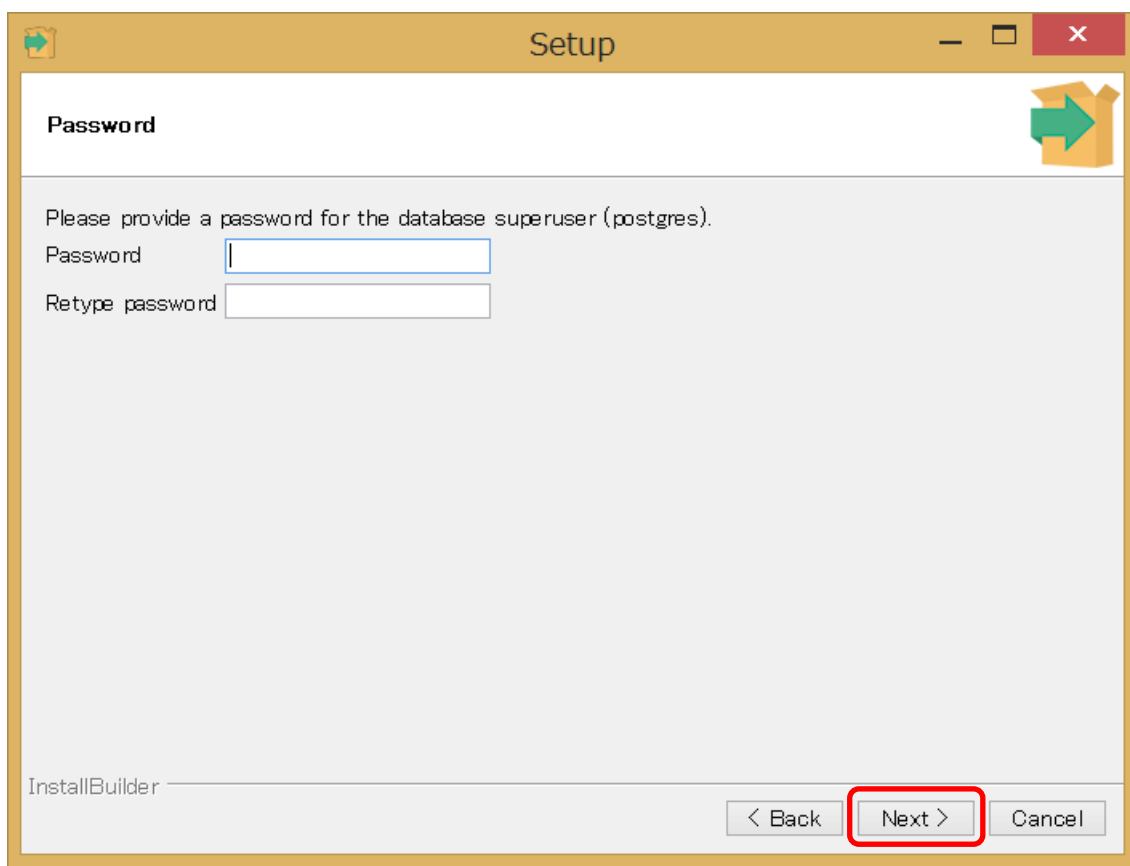 Setup
Password
Please provide a password for the database superuser (postgres).
Password
Retype password
InstallBuilder
< Back
Next >
Cancel